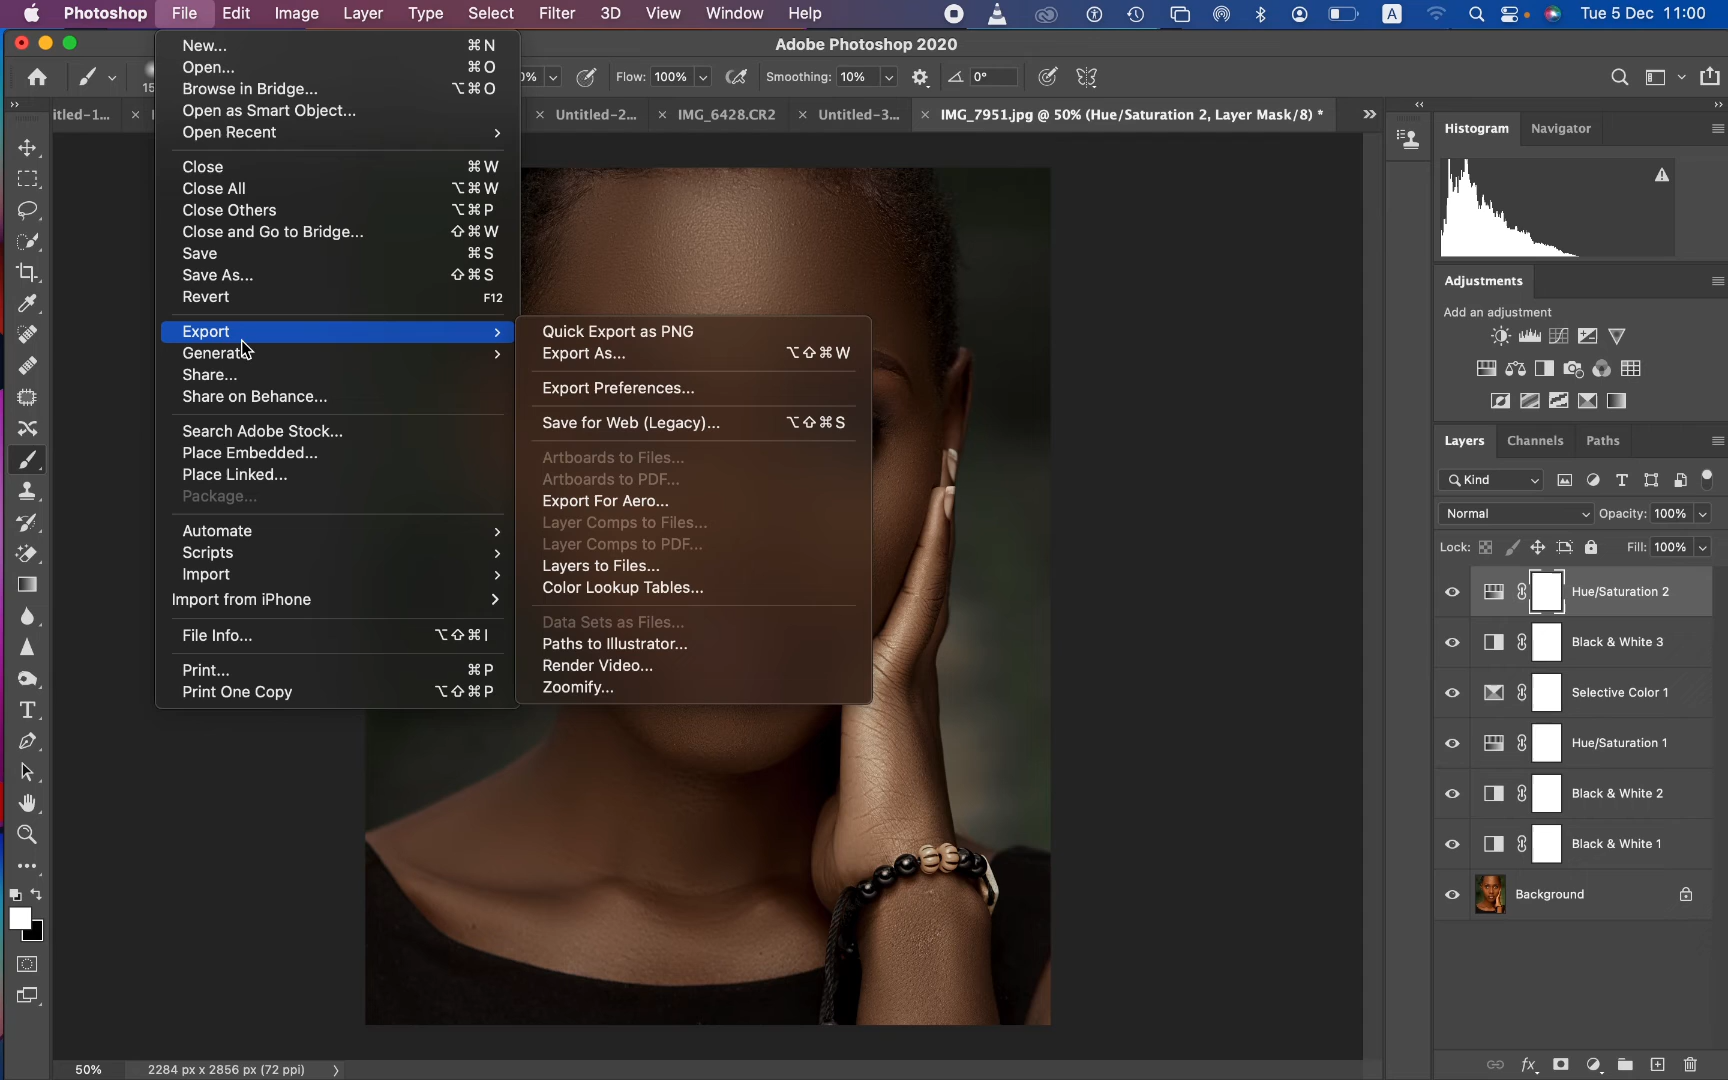 Photoshop File Edit Image Layer Type Select Filter 3D View Window Help A Tue 5 Dec 11:00
Adobe Photoshop 2020
Flow: 100% Smoothing: 10% 0°
Untitled-2... × IMG_6428.CR2 × Untitled-3... × IMG_7951.jpg @ 50% (Hue/Saturation 2, Layer Mask/8) *
New... ⌘N
Open... ⌘O
Browse in Bridge... ⌥⌘O
Open as Smart Object...
Open Recent
Close ⌘W
Close All ⌥⌘W
Close Others ⌥⌘P
Close and Go to Bridge... ⇧⌘W
Save ⌘S
Save As... ⇧⌘S
Revert F12
Export
Generate
Share...
Share on Behance...
Search Adobe Stock...
Place Embedded...
Place Linked...
Package...
Automate
Scripts
Import
Import from iPhone
File Info... ⌥⇧⌘I
Print... ⌘P
Print One Copy ⌥⇧⌘P
Quick Export as PNG
Export As... ⌥⇧⌘W
Export Preferences...
Save for Web (Legacy)... ⌥⇧⌘S
Artboards to Files...
Artboards to PDF...
Export For Aero...
Layer Comps to Files...
Layer Comps to PDF...
Layers to Files...
Color Lookup Tables...
Data Sets as Files...
Paths to Illustrator...
Render Video...
Zoomify...
Histogram Navigator
Adjustments
Add an adjustment
Layers Channels Paths
Kind
Normal Opacity: 100%
Lock: Fill: 100%
Hue/Saturation 2
Black & White 3
Selective Color 1
Hue/Saturation 1
Black & White 2
Black & White 1
Background
50% 2284 px x 2856 px (72 ppi)